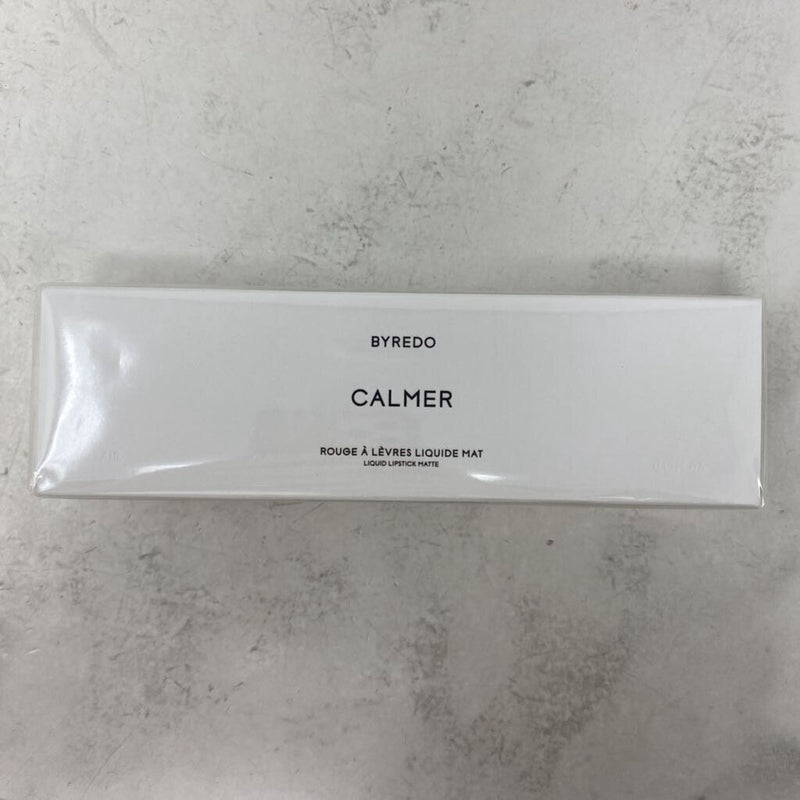 BYREDO
CALMER
ROUGE À LÈVRES LIQUIDE MAT
LIQUID LIPSTICK MATTE